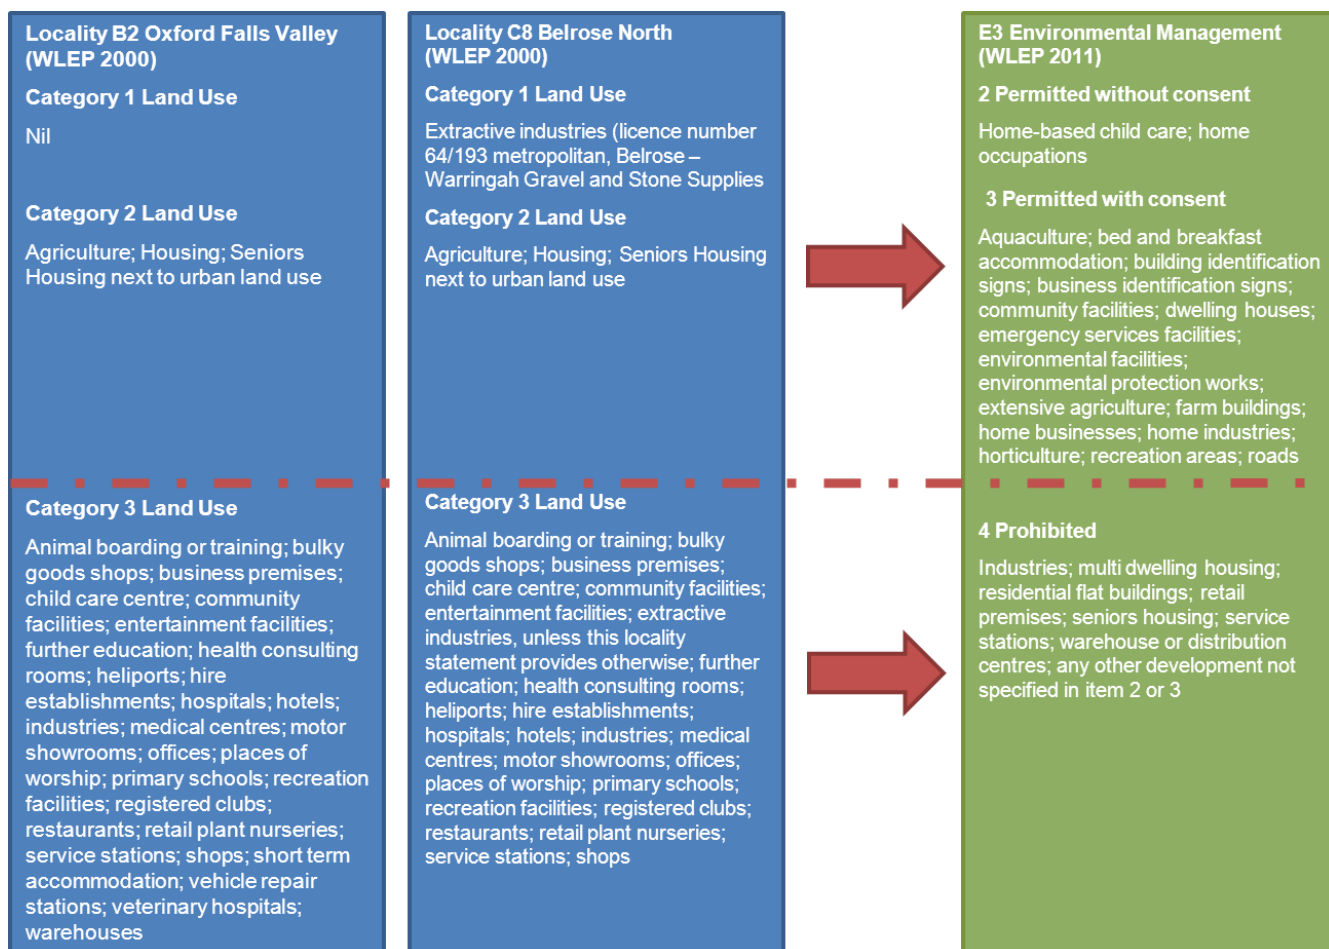 Locality B2 Oxford Falls Valley
(WLEP 2000)
Category 1 Land Use
Nil
Category 2 Land Use
Agriculture; Housing; Seniors
Housing next to urban land use
Category 3 Land Use
Animal boarding or training; bulky
goods shops; business premises;
child care centre; community
facilities; entertainment facilities;
further education; health consulting
rooms; heliports; hire
establishments; hospitals; hotels;
industries; medical centres; motor
showrooms; offices; places of
worship; primary schools; recreation
facilities; registered clubs;
restaurants; retail plant nurseries;
service stations; shops; short term
accommodation; vehicle repair
stations; veterinary hospitals;
warehouses
Locality C8 Belrose North
(WLEP 2000)
Category 1 Land Use
Extractive industries (licence number
64/193 metropolitan, Belrose –
Warringah Gravel and Stone Supplies
Category 2 Land Use
Agriculture; Housing; Seniors Housing
next to urban land use
Category 3 Land Use
Animal boarding or training; bulky
goods shops; business premises;
child care centre; community facilities;
entertainment facilities; extractive
industries, unless this locality
statement provides otherwise; further
education; health consulting rooms;
heliports; hire establishments;
hospitals; hotels; industries; medical
centres; motor showrooms; offices;
places of worship; primary schools;
recreation facilities; registered clubs;
restaurants; retail plant nurseries;
service stations; shops
E3 Environmental Management
(WLEP 2011)
2 Permitted without consent
Home-based child care; home
occupations
3 Permitted with consent
Aquaculture; bed and breakfast
accommodation; building identification
signs; business identification signs;
community facilities; dwelling houses;
emergency services facilities;
environmental facilities;
environmental protection works;
extensive agriculture; farm buildings;
home businesses; home industries;
horticulture; recreation areas; roads
4 Prohibited
Industries; multi dwelling housing;
residential flat buildings; retail
premises; seniors housing; service
stations; warehouse or distribution
centres; any other development not
specified in item 2 or 3